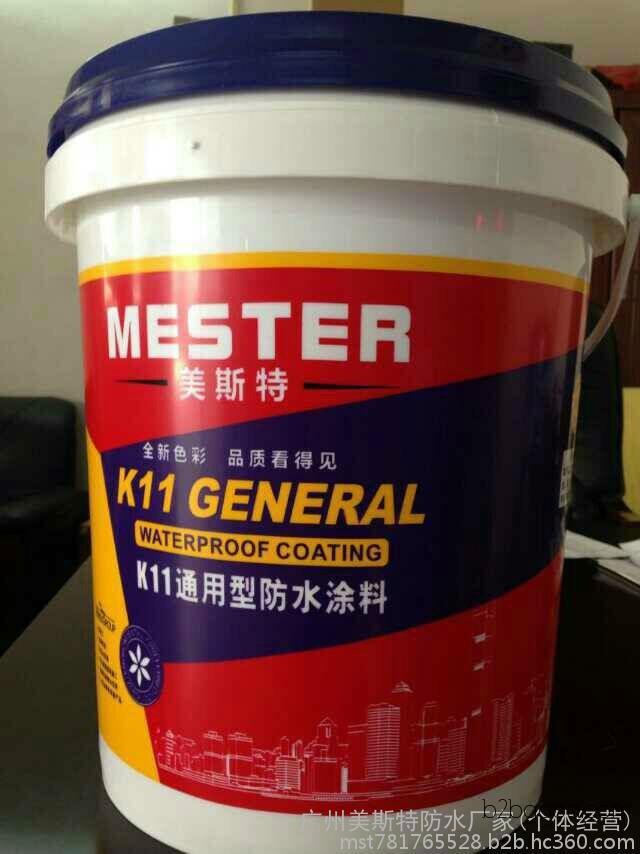 MESTER
美斯特
全新色彩 品质看得见
K11 GENERAL
WATERPROOF COATING
K11通用型防水涂料
b2b
广州美斯特防水厂家(个体经营)
mst781765528.b2b.hc360.com